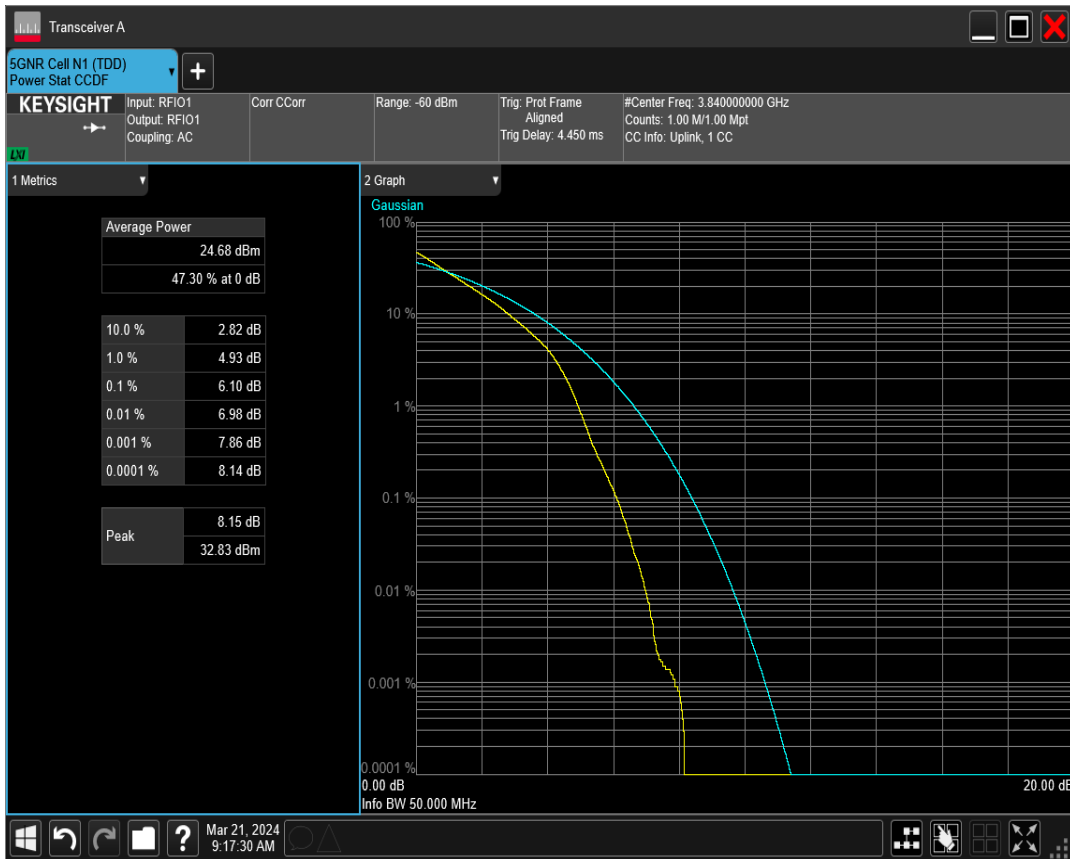 Transceiver A
5GNR Cell N1 (TDD)
Power Stat CCDF
+
KEYSIGHT
LXI
Input: RFIO1
Output: RFIO1
Coupling: AC
Corr CCorr
Range: -60 dBm
Trig: Prot Frame
Aligned
Trig Delay: 4.450 ms
#Center Freq: 3.840000000 GHz
Counts: 1.00 M/1.00 Mpt
CC Info: Uplink, 1 CC
1 Metrics
Average Power
24.68 dBm
47.30 % at 0 dB
10.0 % 2.82 dB
1.0 % 4.93 dB
0.1 % 6.10 dB
0.01 % 6.98 dB
0.001 % 7.86 dB
0.0001 % 8.14 dB
Peak 8.15 dB
32.83 dBm
2 Graph
Gaussian
100 %
10 %
1 %
0.1 %
0.01 %
0.001 %
0.0001 %
0.00 dB
20.00 dB
Info BW 50.000 MHz
?
Mar 21, 2024
9:17:30 AM